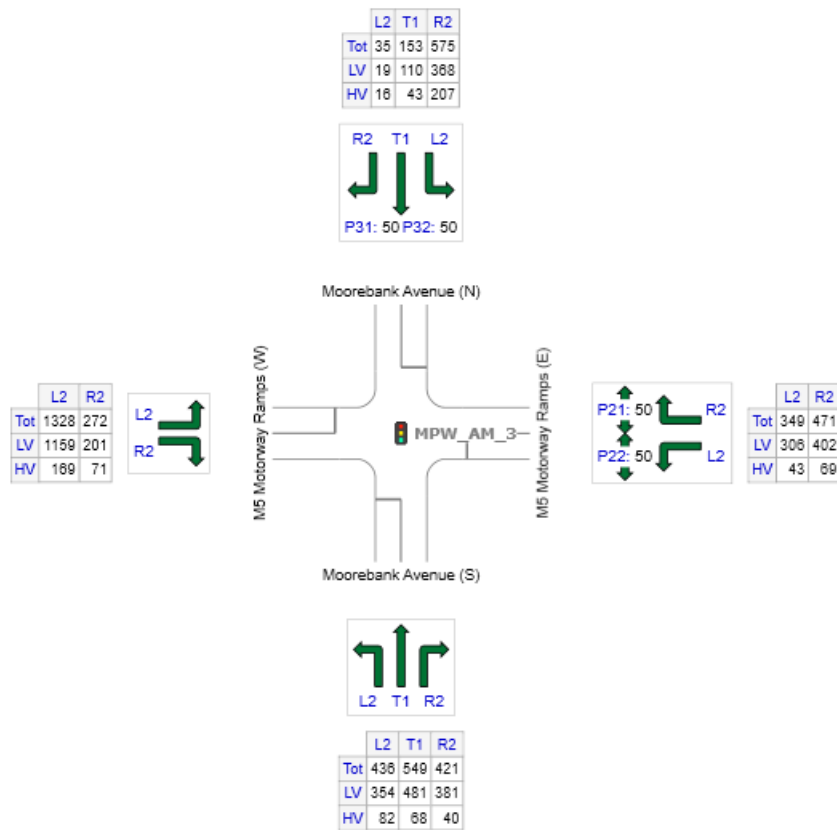 L2 T1 R2
Tot 35 153 575
LV 19 110 368
HV 16 43 207
R2 T1 L2
P31: 50 P32: 50
Moorebank Avenue (N)
M5 Motorway Ramps (W)
M5 Motorway Ramps (E)
L2 R2
Tot 1328 272
LV 1159 201
HV 169 71
L2
R2
MPW_AM_3
P21: 50 R2
P22: 50 L2
L2 R2
Tot 349 471
LV 306 402
HV 43 69
Moorebank Avenue (S)
L2 T1 R2
L2 T1 R2
Tot 436 549 421
LV 354 481 381
HV 82 68 40